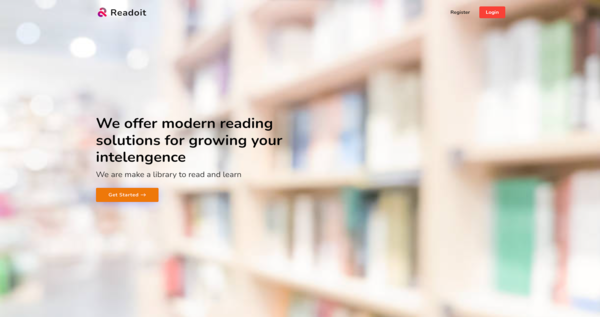 Readoit
Register
Login
We offer modern reading
solutions for growing your
intelengence
We are make a library to read and learn
Get Started →